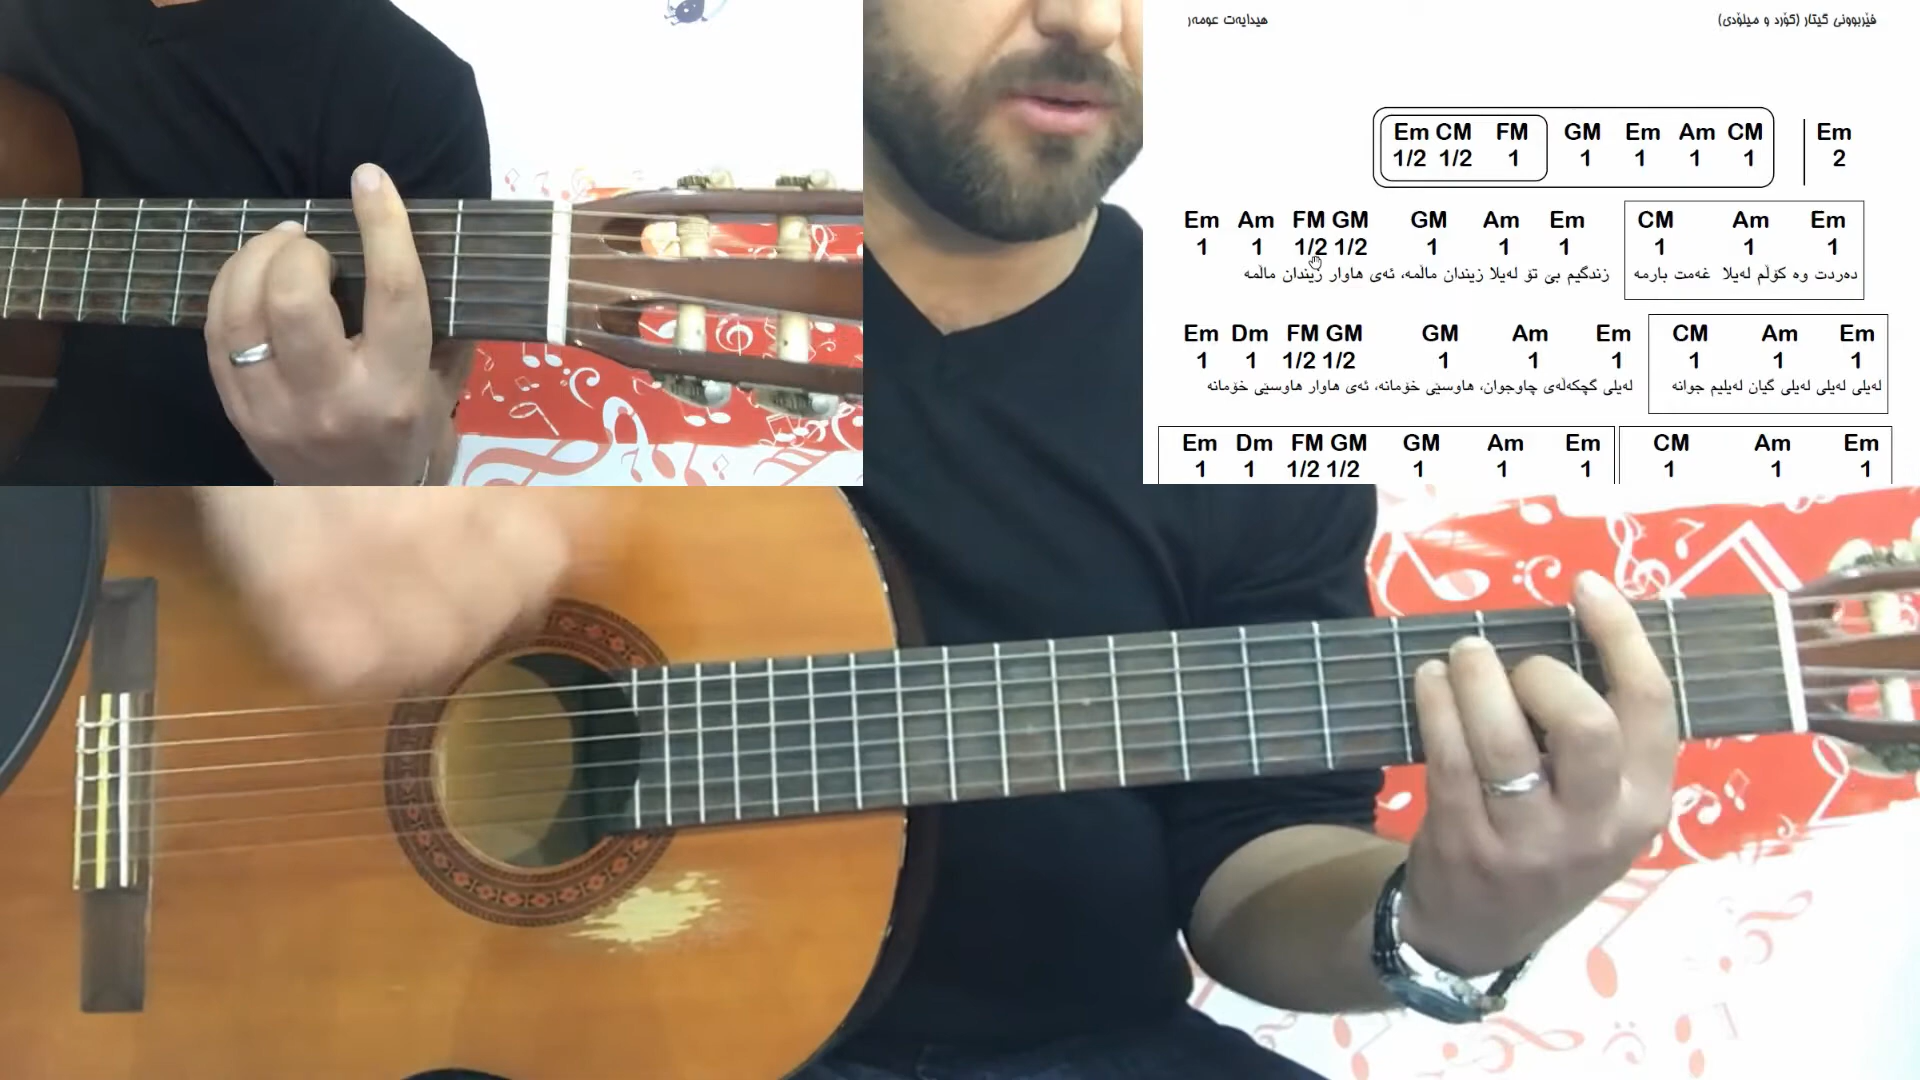 فێربوونی گیتار (کۆرد و میلۆدی)
هیدایەت عومەر
Em CM FM GM Em Am CM Em
1/2 1/2 1 1 1 1 1 2
Em Am FM GM GM Am Em CM Am Em
1 1 1/2 1/2 1 1 1 1 1 1
زندگیم بێ تۆ لەیلا زیندان ماڵمە، ئەی هاوار زیندان ماڵمە
دەردت وە کۆڵم لەیلا غەمت بارمە
Em Dm FM GM GM Am Em CM Am Em
1 1 1/2 1/2 1 1 1 1 1 1
لەیلی گچکەڵەی چاوجوان، هاوسێی خۆمانە، ئەی هاوار هاوسێی خۆمانە
لەیلی لەیلی لەیلی گیان لەیلیم جوانە
Em Dm FM GM GM Am Em CM Am Em
1 1 1/2 1/2 1 1 1 1 1 1